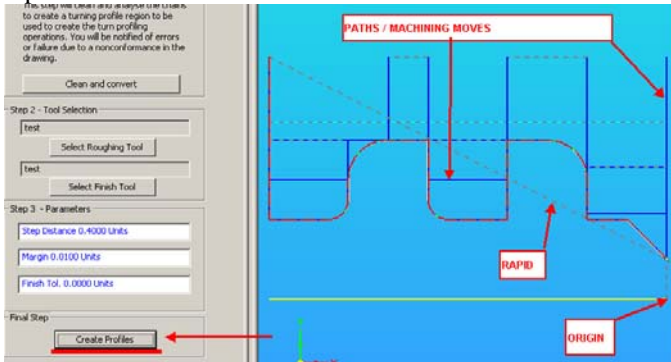 This step will clean and analyse the chains
to create a turning profile region to be
used to create the turn profiling
operations. You will be notified of errors
or failure due to a nonconformance in the
drawing.
Clean and convert
Step 2 - Tool Selection
test
Select Roughing Tool
test
Select Finish Tool
Step 3 - Parameters
Step Distance 0.4000 Units
Margin 0.0100 Units
Finish Tol. 0.0000 Units
Final Step
Create Profiles
PATHS / MACHINING MOVES
RAPID
ORIGIN